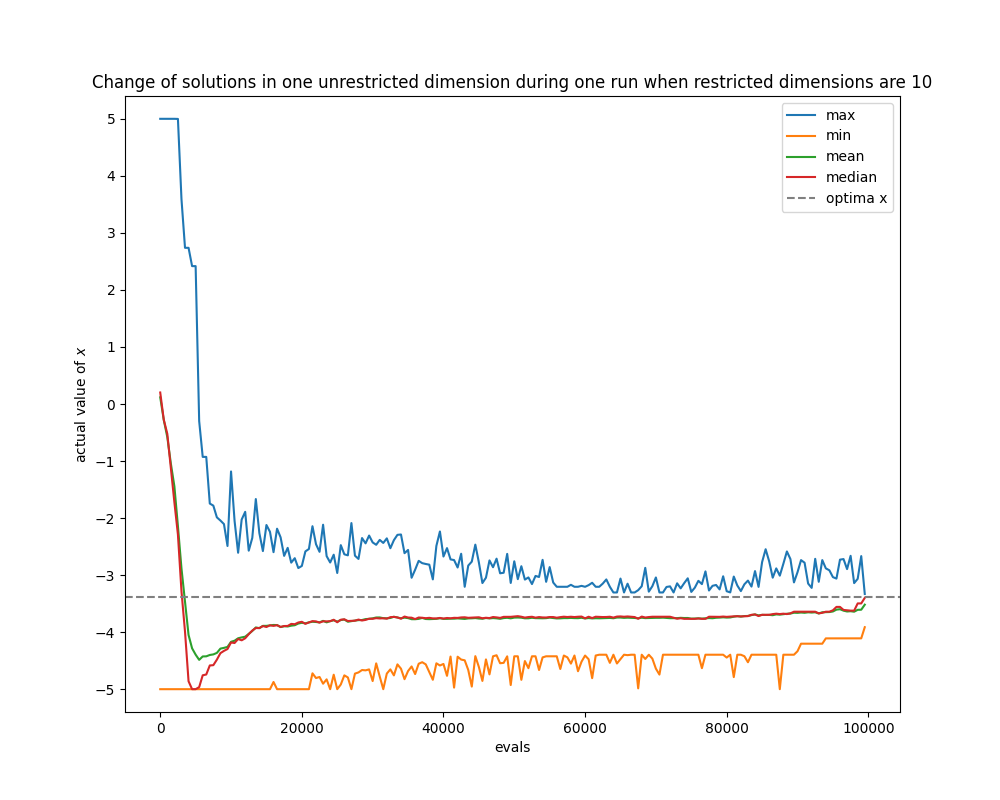 Change of solutions in one unrestricted dimension during one run when restricted dimensions are 10
max
min
mean
median
optima x
5
4
3
2
1
0
−1
−2
−3
−4
−5
actual value of x
0 20000 40000 60000 80000 100000
evals